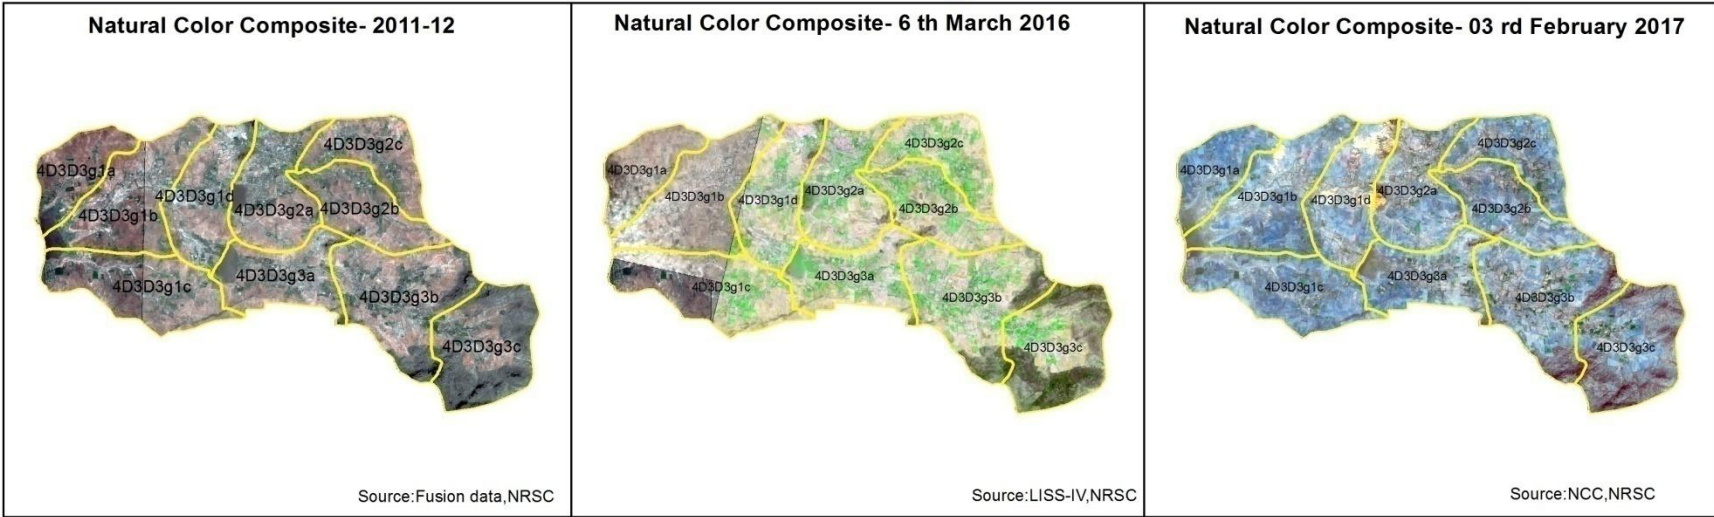 Natural Color Composite- 2011-12
4D3D3g2c
4D3D3g1a
4D3D3g1d
4D3D3g1b
4D3D3g2a
4D3D3g2b
4D3D3g3a
4D3D3g1c
4D3D3g3b
4D3D3g3c
Source:Fusion data,NRSC
Natural Color Composite- 6 th March 2016
4D3D3g2c
4D3D3g1a
4D3D3g1b
4D3D3g1d
4D3D3g2a
4D3D3g2b
4D3D3g3a
4D3D3g1c
4D3D3g3b
4D3D3g3c
Source:LISS-IV,NRSC
Natural Color Composite- 03 rd February 2017
4D3D3g2c
4D3D3g1a
4D3D3g1b
4D3D3g1d
4D3D3g2a
4D3D3g2b
4D3D3g3a
4D3D3g1c
4D3D3g3b
4D3D3g3c
Source:NCC,NRSC